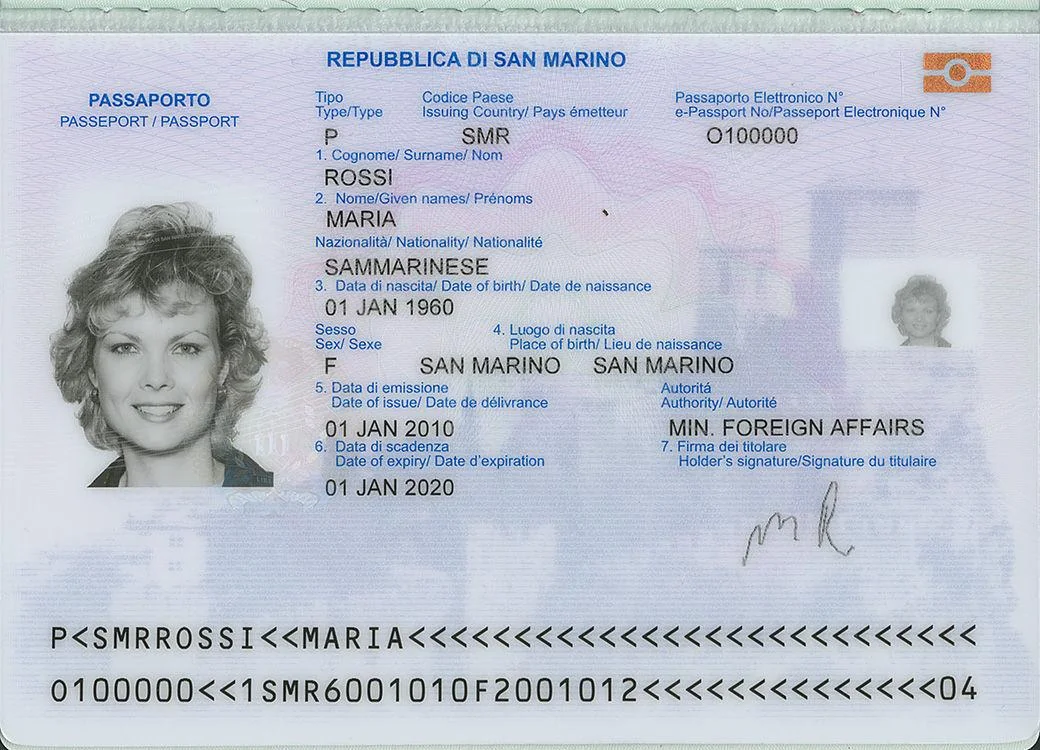 REPUBBLICA DI SAN MARINO
PASSAPORTO
PASSEPORT / PASSPORT
Tipo
Type/Type
Codice Paese
Issuing Country/ Pays émetteur
Passaporto Elettronico N°
e-Passport No/Passeport Electronique N°
P SMR O100000
1. Cognome/ Surname/ Nom
ROSSI
2. Nome/Given names/ Prénoms
MARIA
Nazionalità/ Nationality/ Nationalité
SAMMARINESE
3. Data di nascita/ Date of birth/ Date de naissance
01 JAN 1960
Sesso
Sex/ Sexe
4. Luogo di nascita
Place of birth/ Lieu de naissance
F SAN MARINO SAN MARINO
5. Data di emissione
Date of issue/ Date de délivrance
Autoritá
Authority/ Autorité
01 JAN 2010 MIN. FOREIGN AFFAIRS
6. Data di scadenza
Date of expiry/ Date d'expiration
7. Firma dei titolare
Holder's signature/Signature du titulaire
01 JAN 2020
m R
P<SMRROSSI<<MARIA<<<<<<<<<<<<<<<<<<<<<<<<<<<
O100000<<1SMR6001010F2001012<<<<<<<<<<<<<<04